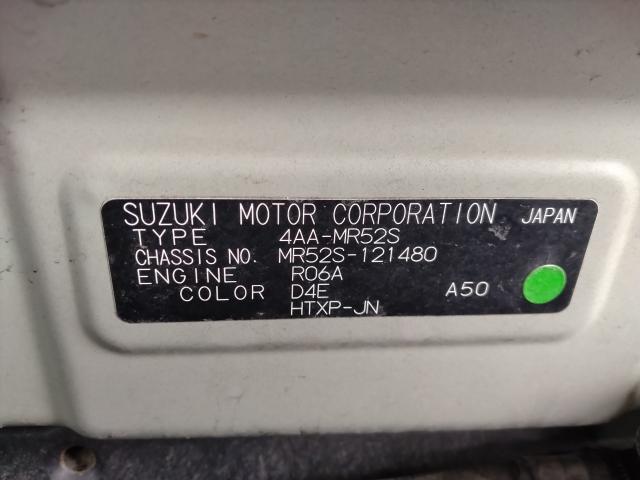 SUZUKI MOTOR CORPORATION JAPAN
TYPE 4AA-MR52S
CHASSIS NO. MR52S-121480
ENGINE R06A
COLOR D4E A50
HTXP-JN